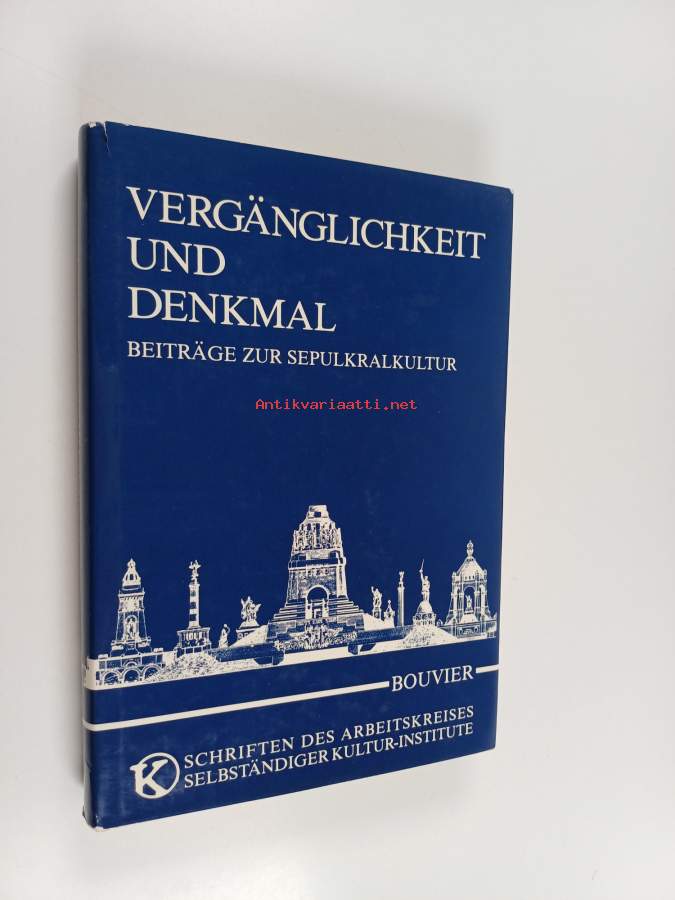 VERGÄNGLICHKEIT
UND
DENKMAL
BEITRÄGE ZUR SEPULKRALKULTUR
Antikvariaatti.net
BOUVIER
K SCHRIFTEN DES ARBEITSKREISES
SELBSTÄNDIGER KULTUR-INSTITUTE